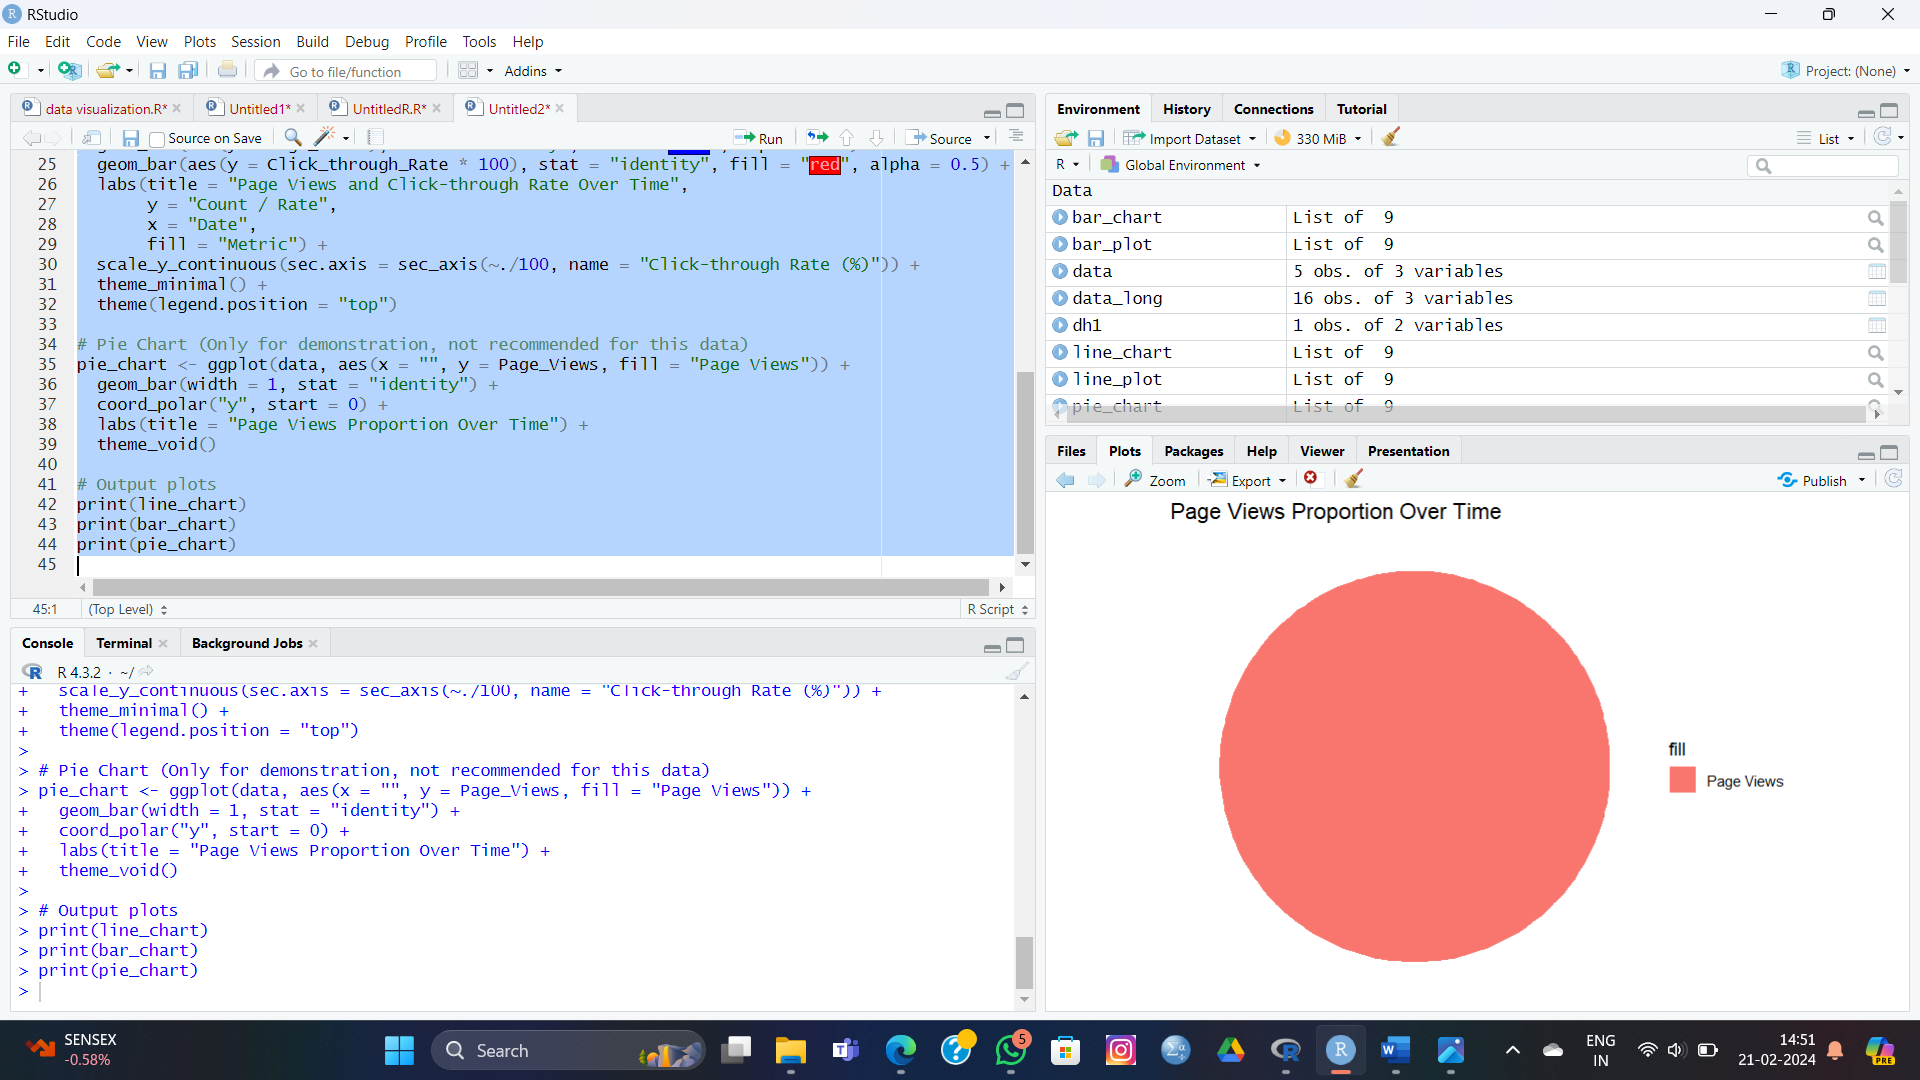 RStudio
File Edit Code View Plots Session Build Debug Profile Tools Help
Go to file/function Addins Project: (None)
data visualization.R* Untitled1* UntitledR.R* Untitled2*
Source on Save Run Source
25 geom_bar(aes(y = Click_through_Rate * 100), stat = "identity", fill = "red", alpha = 0.5) +
26 labs(title = "Page Views and Click-through Rate Over Time",
27 y = "Count / Rate",
28 x = "Date",
29 fill = "Metric") +
30 scale_y_continuous(sec.axis = sec_axis(~./100, name = "Click-through Rate (%)")) +
31 theme_minimal() +
32 theme(legend.position = "top")
33
34 # Pie Chart (Only for demonstration, not recommended for this data)
35 pie_chart <- ggplot(data, aes(x = "", y = Page_Views, fill = "Page Views")) +
36 geom_bar(width = 1, stat = "identity") +
37 coord_polar("y", start = 0) +
38 labs(title = "Page Views Proportion Over Time") +
39 theme_void()
40
41 # Output plots
42 print(line_chart)
43 print(bar_chart)
44 print(pie_chart)
45
45:1 (Top Level) R Script
Console Terminal Background Jobs
R 4.3.2 · ~/
+ scale_y_continuous(sec.axis = sec_axis(~./100, name = "Click-through Rate (%)")) +
+ theme_minimal() +
+ theme(legend.position = "top")
>
> # Pie Chart (Only for demonstration, not recommended for this data)
> pie_chart <- ggplot(data, aes(x = "", y = Page_Views, fill = "Page Views")) +
+ geom_bar(width = 1, stat = "identity") +
+ coord_polar("y", start = 0) +
+ labs(title = "Page Views Proportion Over Time") +
+ theme_void()
>
> # Output plots
> print(line_chart)
> print(bar_chart)
> print(pie_chart)
>
Environment History Connections Tutorial
Import Dataset 330 MiB List
R Global Environment
Data
bar_chart List of 9
bar_plot List of 9
data 5 obs. of 3 variables
data_long 16 obs. of 3 variables
dh1 1 obs. of 2 variables
line_chart List of 9
line_plot List of 9
pie_chart List of 9
Files Plots Packages Help Viewer Presentation
Zoom Export Publish
Page Views Proportion Over Time
fill
Page Views
SENSEX
-0.58%
Search
5
ENG
IN
14:51
21-02-2024
PRE